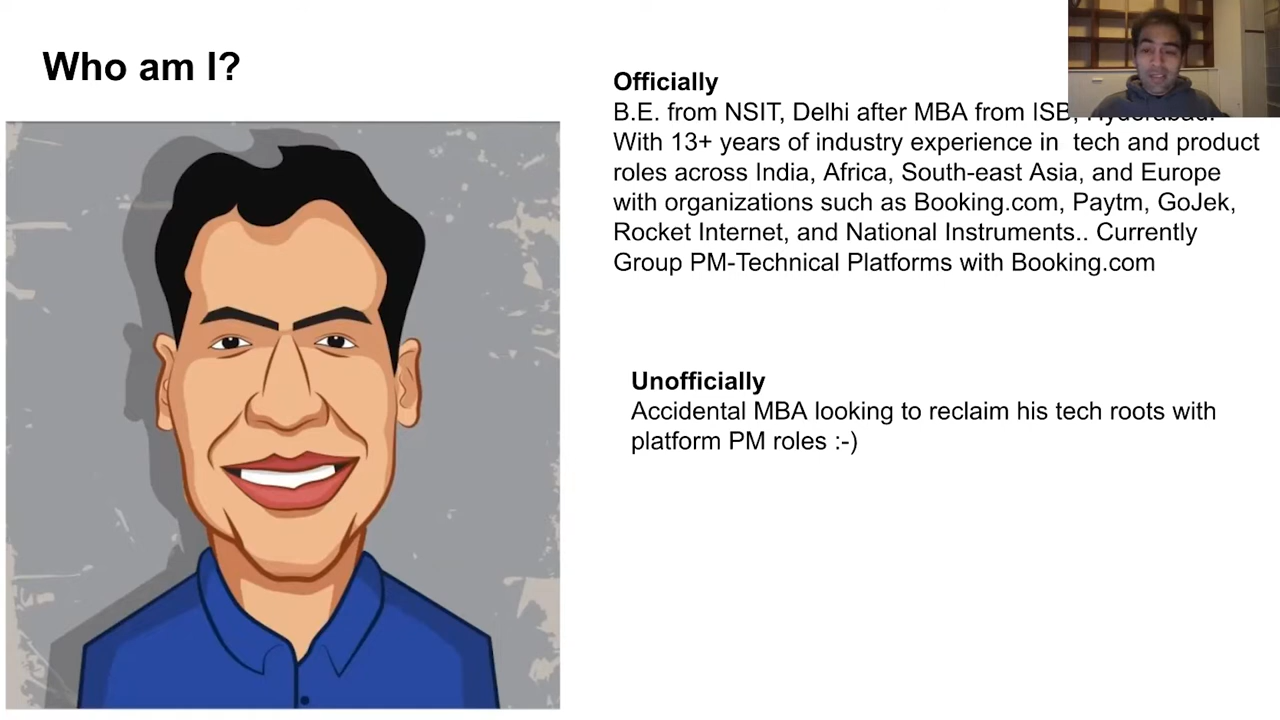 Who am I?
Officially
B.E. from NSIT, Delhi after MBA from ISB, Hyderabad.
With 13+ years of industry experience in  tech and product
roles across India, Africa, South-east Asia, and Europe
with organizations such as Booking.com, Paytm, GoJek,
Rocket Internet, and National Instruments.. Currently
Group PM-Technical Platforms with Booking.com
Unofficially
Accidental MBA looking to reclaim his tech roots with
platform PM roles :-)